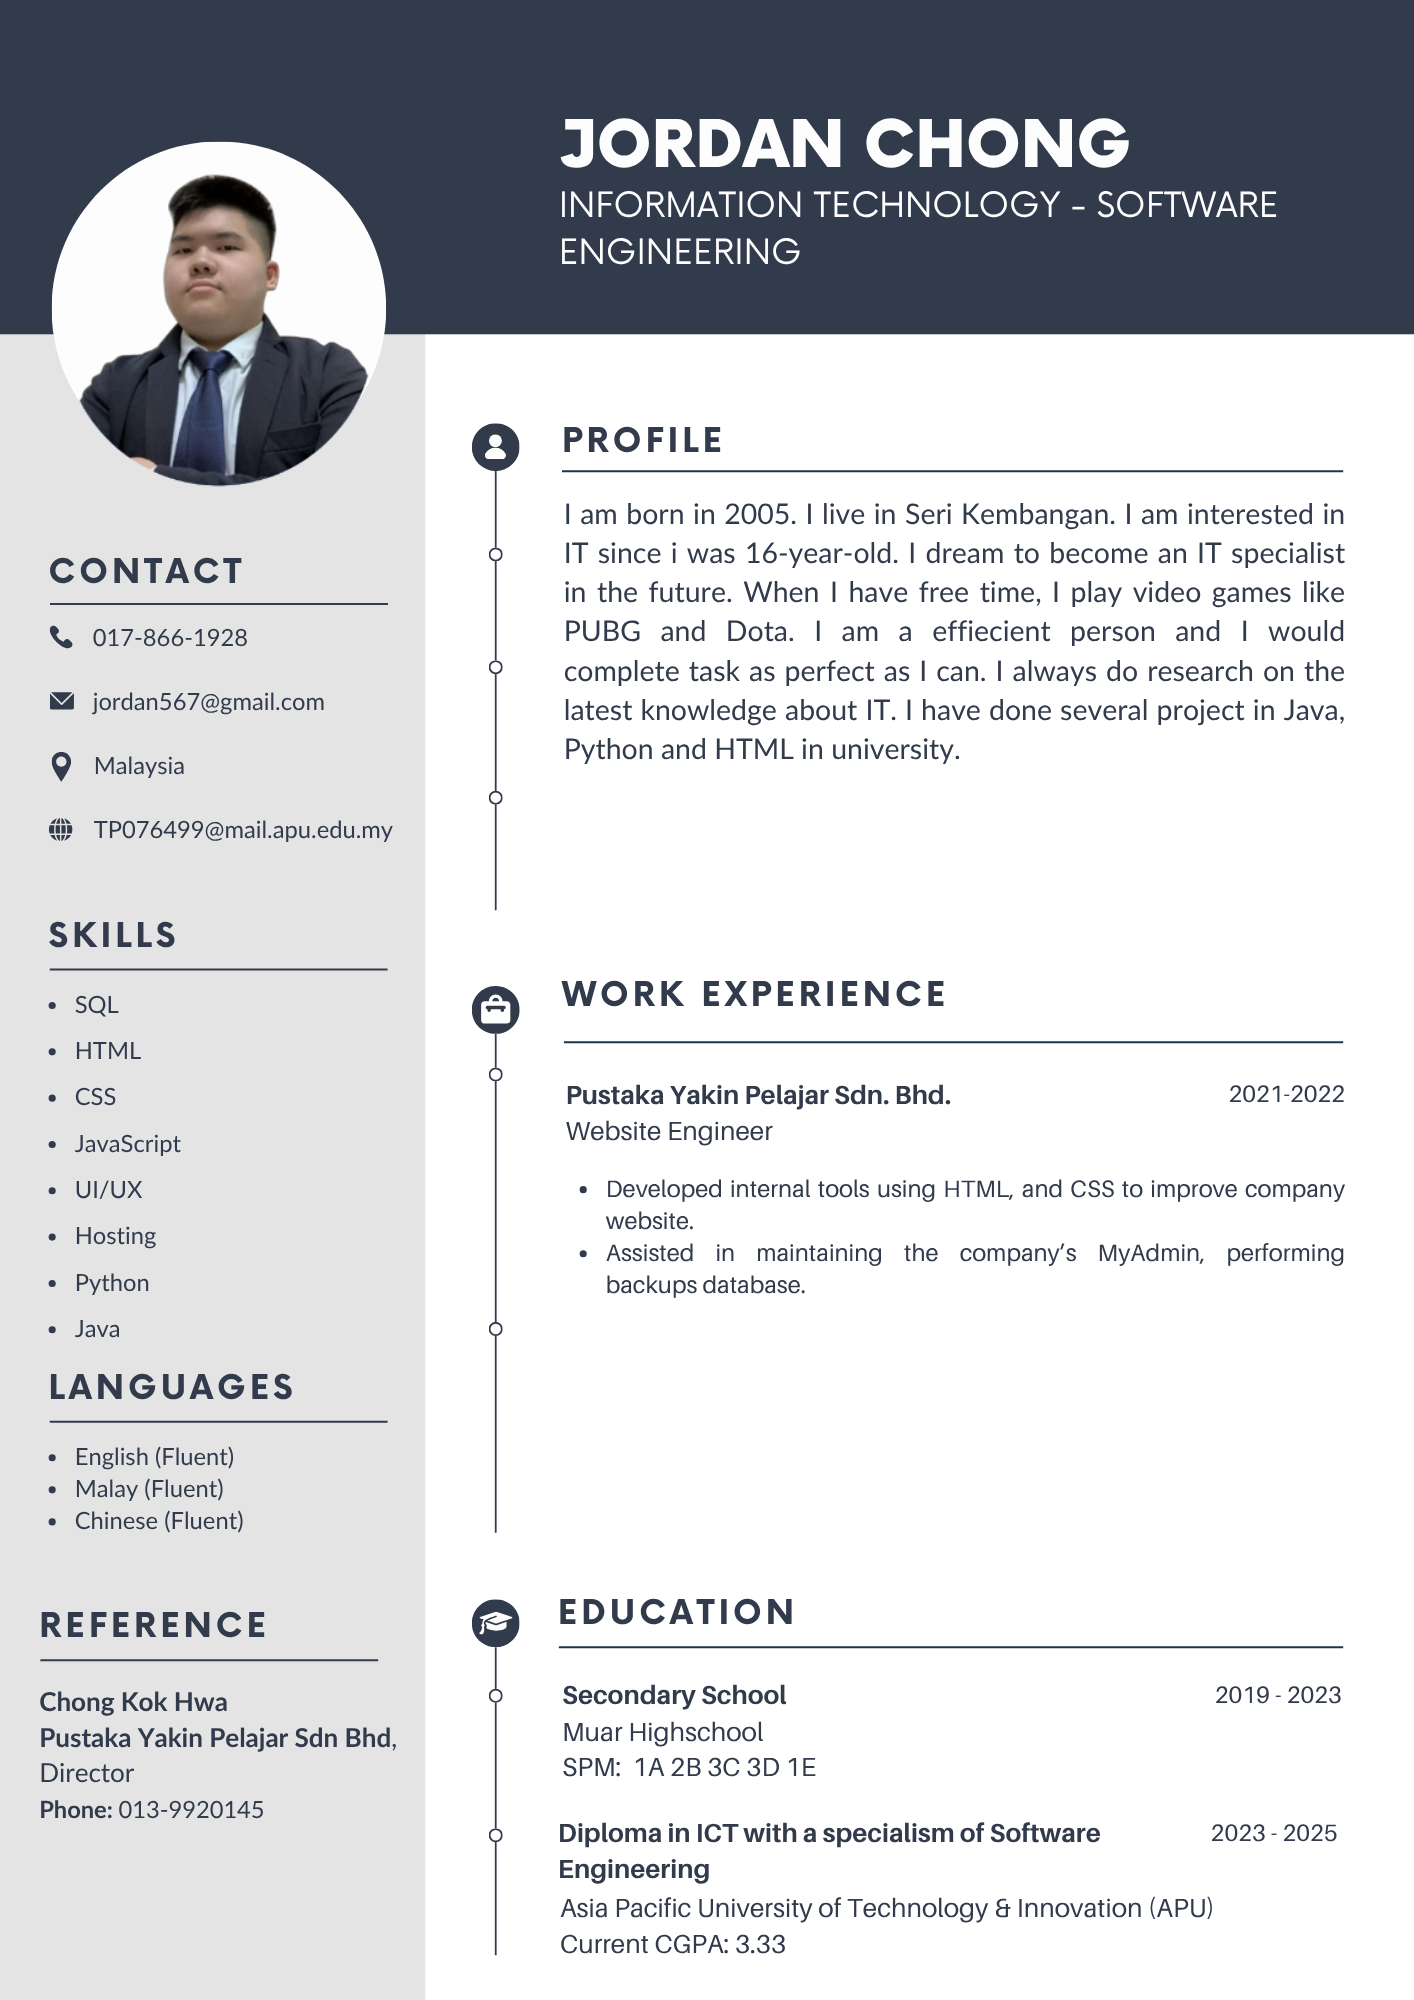 JORDAN CHONG
INFORMATION TECHNOLOGY - SOFTWARE
ENGINEERING
CONTACT
017-866-1928
jordan567@gmail.com
Malaysia
TP076499@mail.apu.edu.my
SKILLS
• SQL
• HTML
• CSS
• JavaScript
• UI/UX
• Hosting
• Python
• Java
LANGUAGES
• English (Fluent)
• Malay (Fluent)
• Chinese (Fluent)
REFERENCE
Chong Kok Hwa
Pustaka Yakin Pelajar Sdn Bhd,
Director
Phone: 013-9920145
PROFILE
I am born in 2005. I live in Seri Kembangan. I am interested in
IT since i was 16-year-old. I dream to become an IT specialist
in the future. When I have free time, I play video games like
PUBG and Dota. I am a effiecient person and I would
complete task as perfect as I can. I always do research on the
latest knowledge about IT. I have done several project in Java,
Python and HTML in university.
WORK EXPERIENCE
Pustaka Yakin Pelajar Sdn. Bhd. 2021-2022
Website Engineer
• Developed internal tools using HTML, and CSS to improve company
website.
• Assisted in maintaining the company’s MyAdmin, performing
backups database.
EDUCATION
Secondary School 2019 - 2023
Muar Highschool
SPM: 1A 2B 3C 3D 1E
Diploma in ICT with a specialism of Software 2023 - 2025
Engineering
Asia Pacific University of Technology & Innovation (APU)
Current CGPA: 3.33